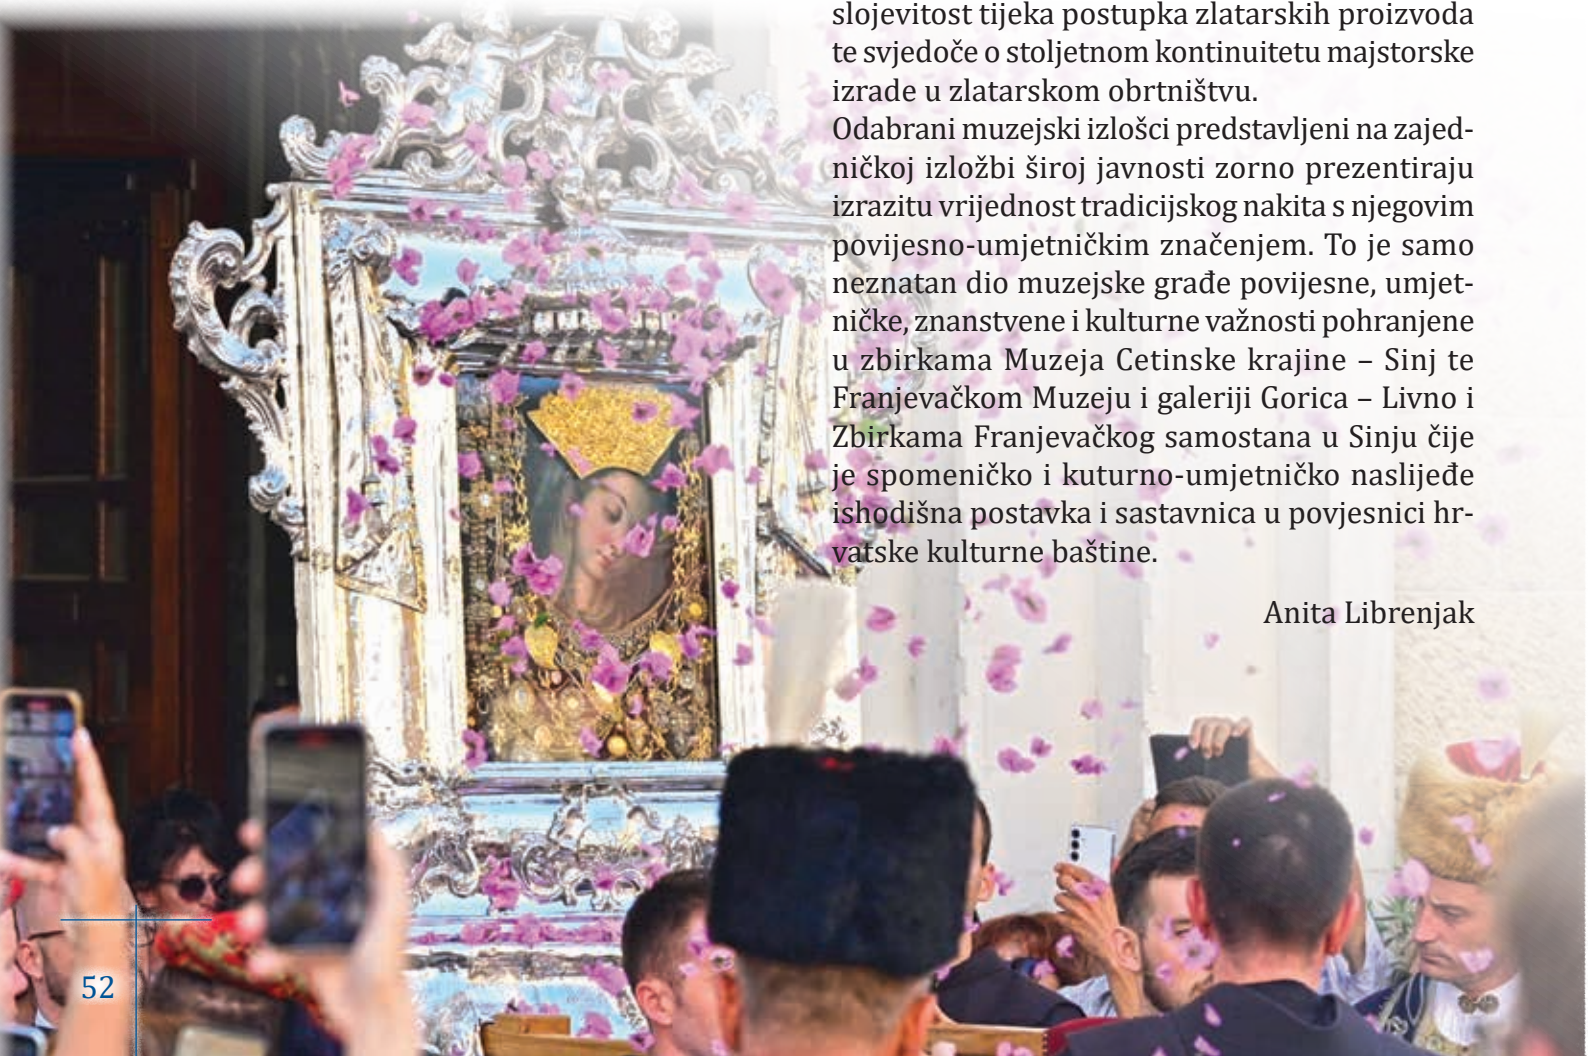 slojevitost tijeka postupka zlatarskih proizvoda
te svjedoče o stoljetnom kontinuitetu majstorske
izrade u zlatarskom obrtništvu.
Odabrani muzejski izlošci predstavljeni na zajed-
ničkoj izložbi široj javnosti zorno prezentiraju
izrazitu vrijednost tradicijskog nakita s njegovim
povijesno-umjetničkim značenjem. To je samo
neznatan dio muzejske građe povijesne, umjet-
ničke, znanstvene i kulturne važnosti pohranjene
u zbirkama Muzeja Cetinske krajine – Sinj te
Franjevačkom Muzeju i galeriji Gorica – Livno i
Zbirkama Franjevačkog samostana u Sinju čije
je spomeničko i kuturno-umjetničko naslijeđe
ishodišna postavka i sastavnica u povjesnici hr-
vatske kulturne baštine.
Anita Librenjak
52